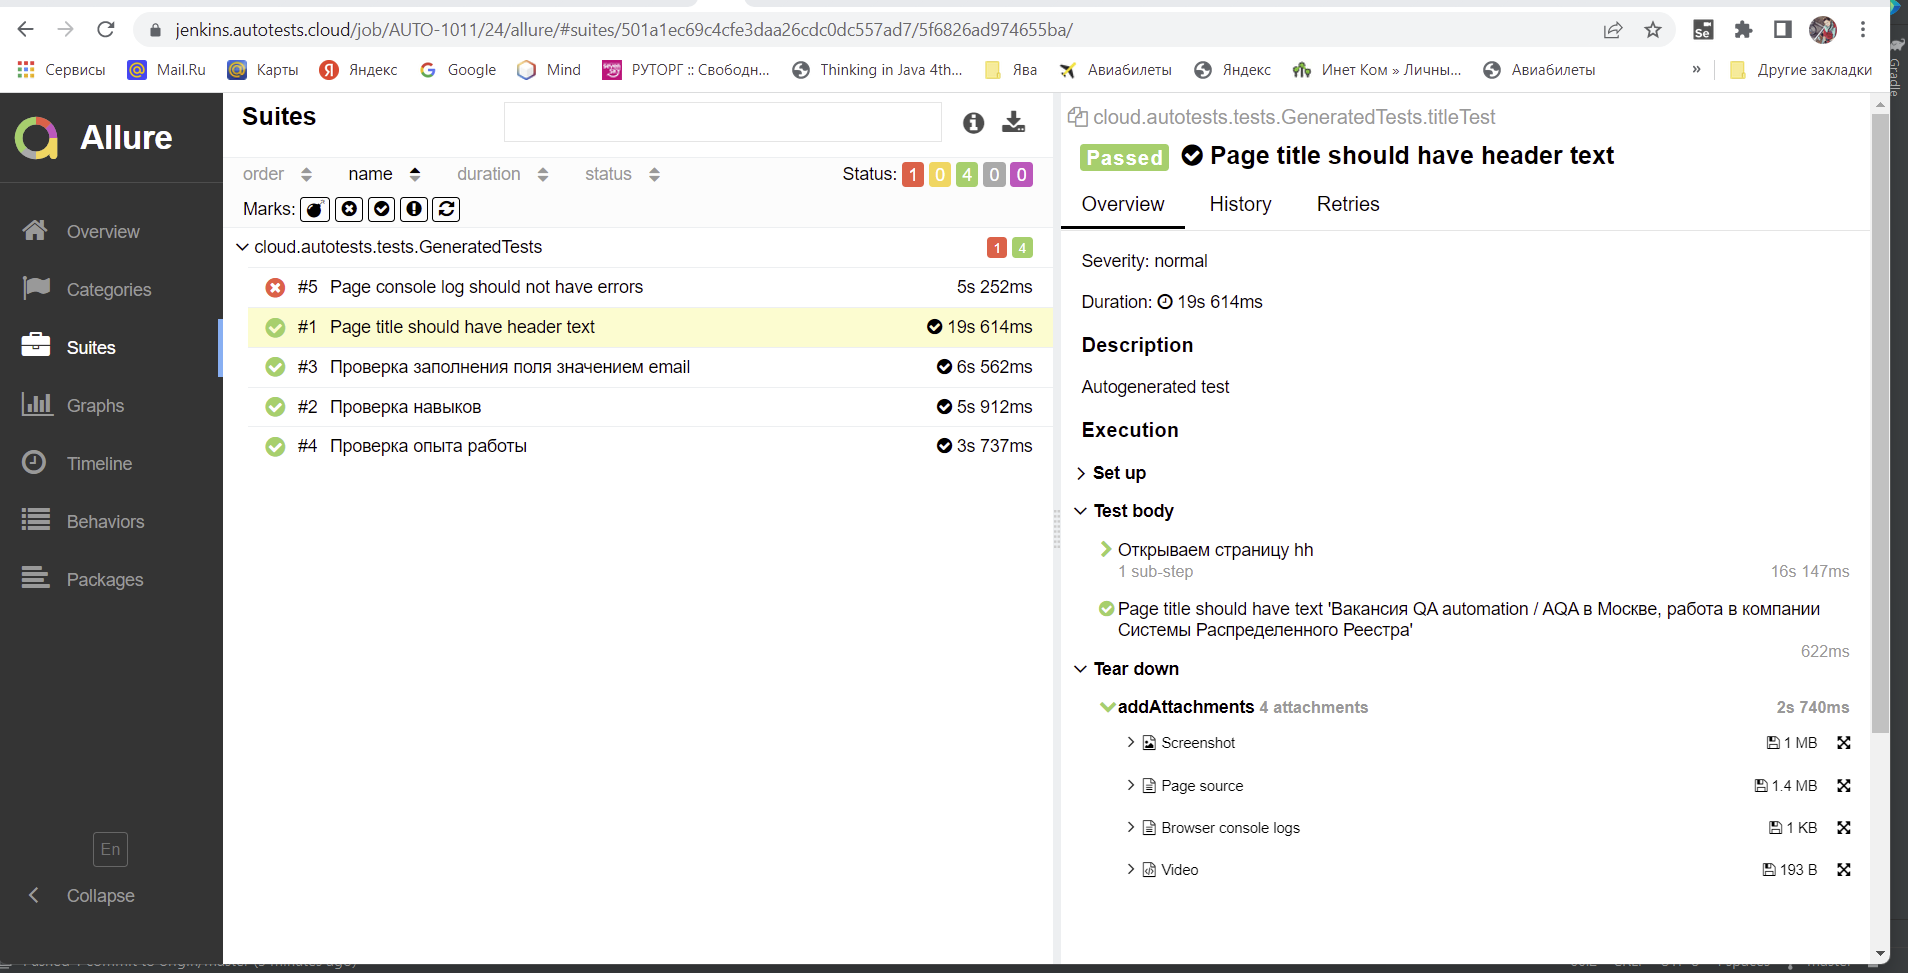 jenkins.autotests.cloud/job/AUTO-1011/24/allure/#suites/501a1ec69c4cfe3daa26cdc0dc557ad7/5f6826ad974655ba/
Сервисы Mail.Ru Карты Яндекс Google Mind РУТОРГ :: Свободн... Thinking in Java 4th... Ява Авиабилеты Яндекс Инет Ком » Личны... Авиабилеты » Другие закладки
Gradle
Allure
Overview
Categories
Suites
Graphs
Timeline
Behaviors
Packages
En
Collapse
Suites
order name duration status Status: 1 0 4 0 0
Marks:
cloud.autotests.tests.GeneratedTests 1 4
#5 Page console log should not have errors 5s 252ms
#1 Page title should have header text 19s 614ms
#3 Проверка заполнения поля значением email 6s 562ms
#2 Проверка навыков 5s 912ms
#4 Проверка опыта работы 3s 737ms
cloud.autotests.tests.GeneratedTests.titleTest
Passed Page title should have header text
Overview History Retries
Severity: normal
Duration: 19s 614ms
Description
Autogenerated test
Execution
Set up
Test body
Открываем страницу hh
1 sub-step 16s 147ms
Page title should have text 'Вакансия QA automation / AQA в Москве, работа в компании
Системы Распределенного Реестра'
622ms
Tear down
addAttachments 4 attachments 2s 740ms
Screenshot 1 MB
Page source 1.4 MB
Browser console logs 1 KB
Video 193 B